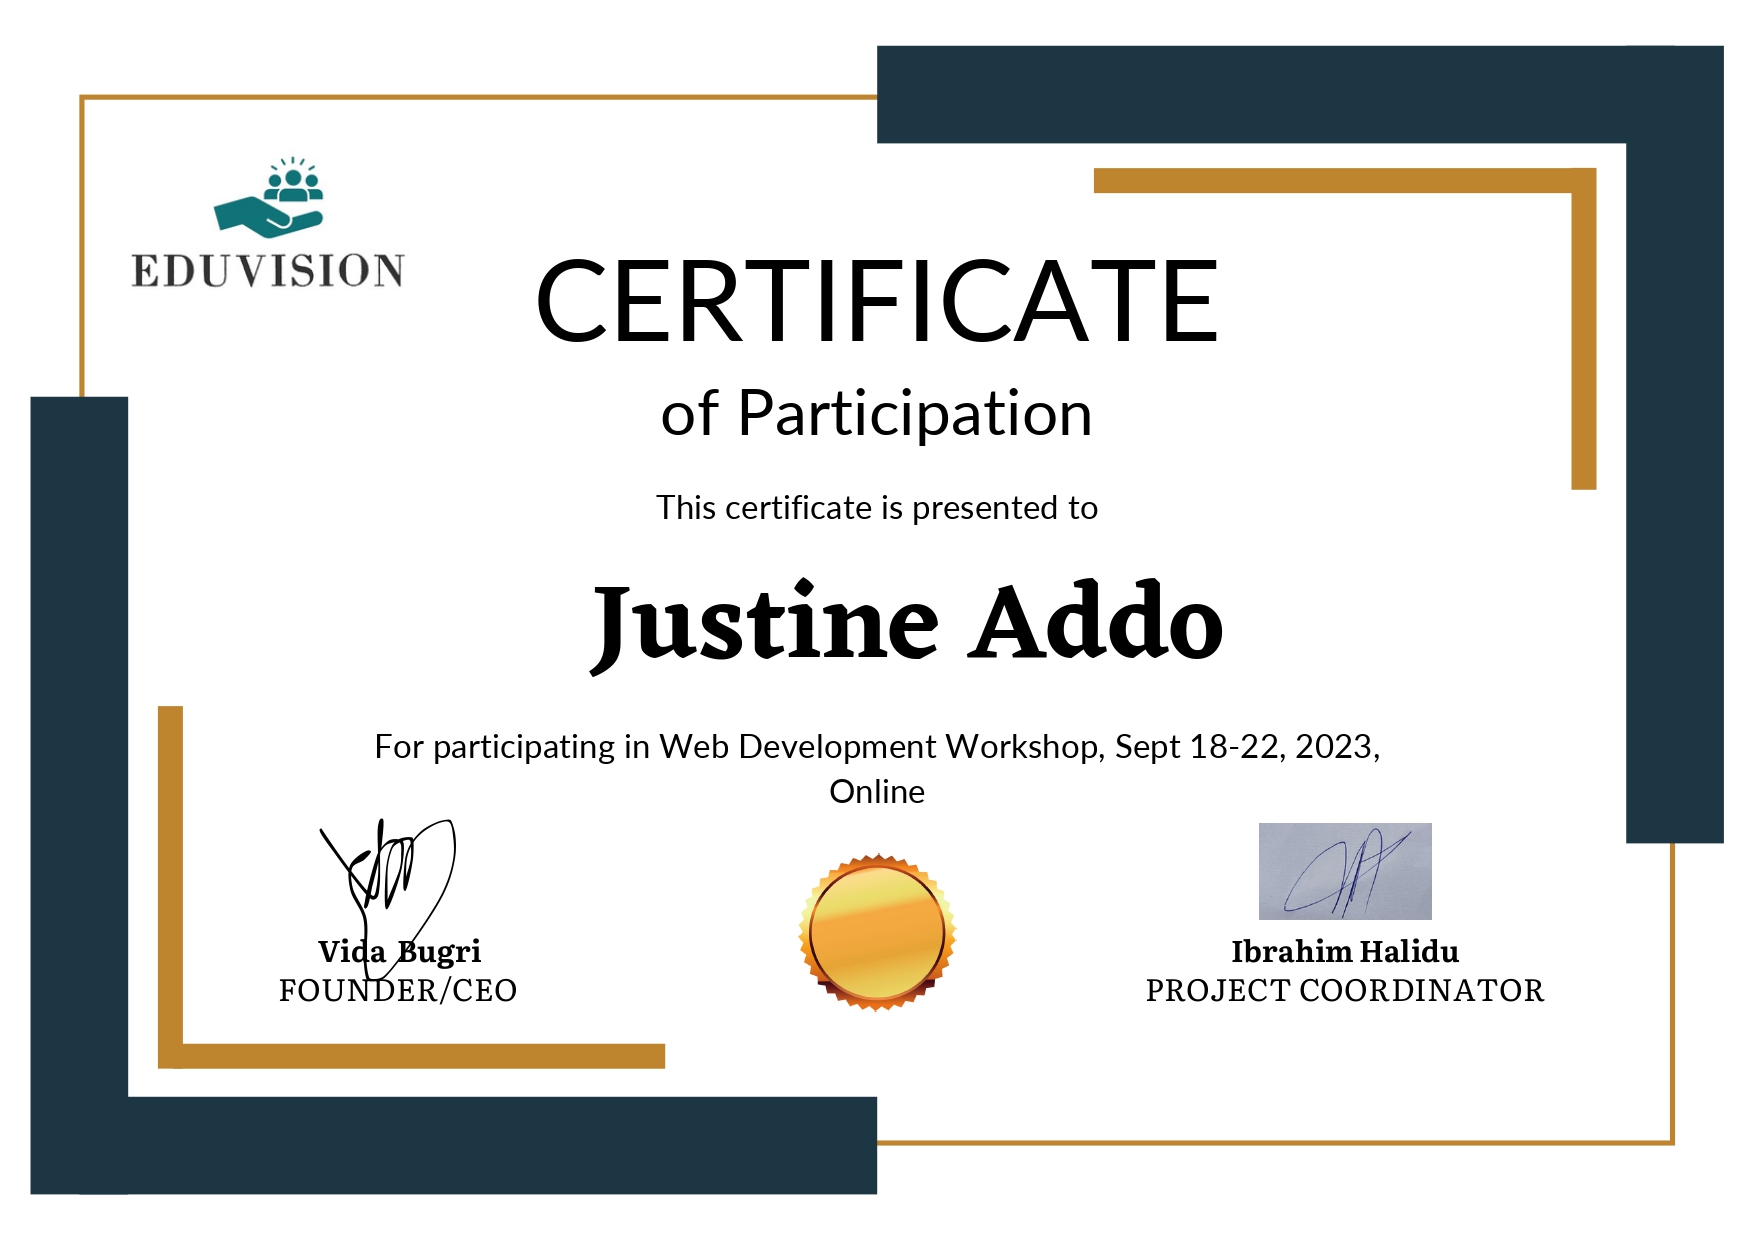 EDUVISION
CERTIFICATE
of Participation
This certificate is presented to
Justine Addo
For participating in Web Development Workshop, Sept 18-22, 2023,
Online
Vida Bugri
FOUNDER/CEO
Ibrahim Halidu
PROJECT COORDINATOR